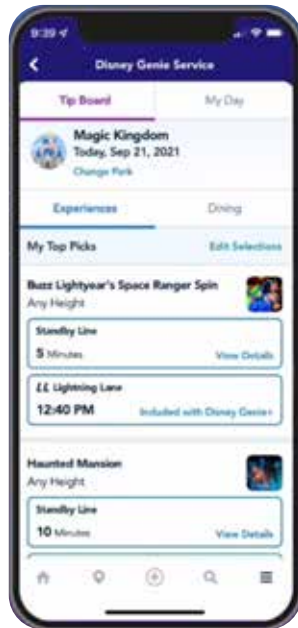 9:39
Disney Genie Service
Tip Board
My Day
Magic Kingdom
Today, Sep 21, 2021
Change Park
Experiences
Dining
My Top Picks
Edit Selections
Buzz Lightyear's Space Ranger Spin
Any Height
Standby Line
5 Minutes
View Details
LL Lightning Lane
12:40 PM
Included with Disney Genie+
Haunted Mansion
Any Height
Standby Line
10 Minutes
View Details